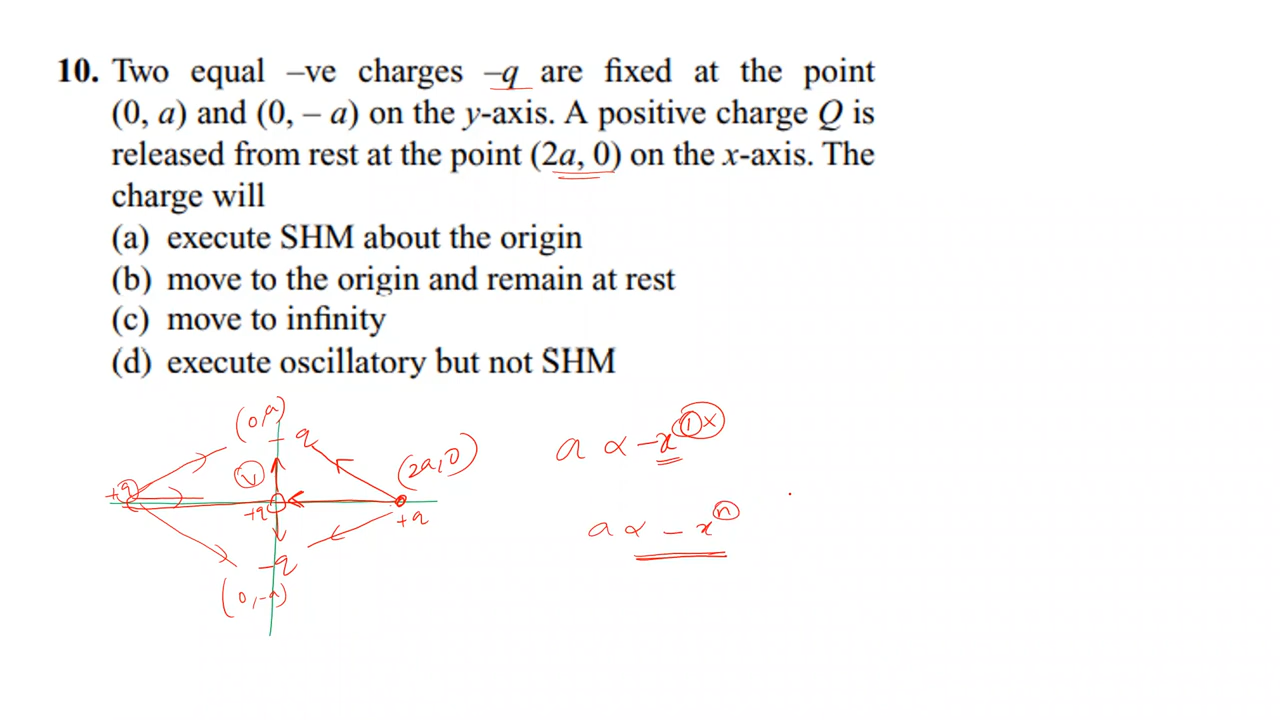 10. Two equal –ve charges –q are fixed at the point
(0, a) and (0, – a) on the y-axis. A positive charge Q is
released from rest at the point (2a, 0) on the x-axis. The
charge will
(a) execute SHM about the origin
(b) move to the origin and remain at rest
(c) move to infinity
(d) execute oscillatory but not SHM
(0, a)
- q
a ∝ -x^(1)x
(2a, 0)
V
+q
+q
+q
a ∝ - x^n
-q
(0, -a)